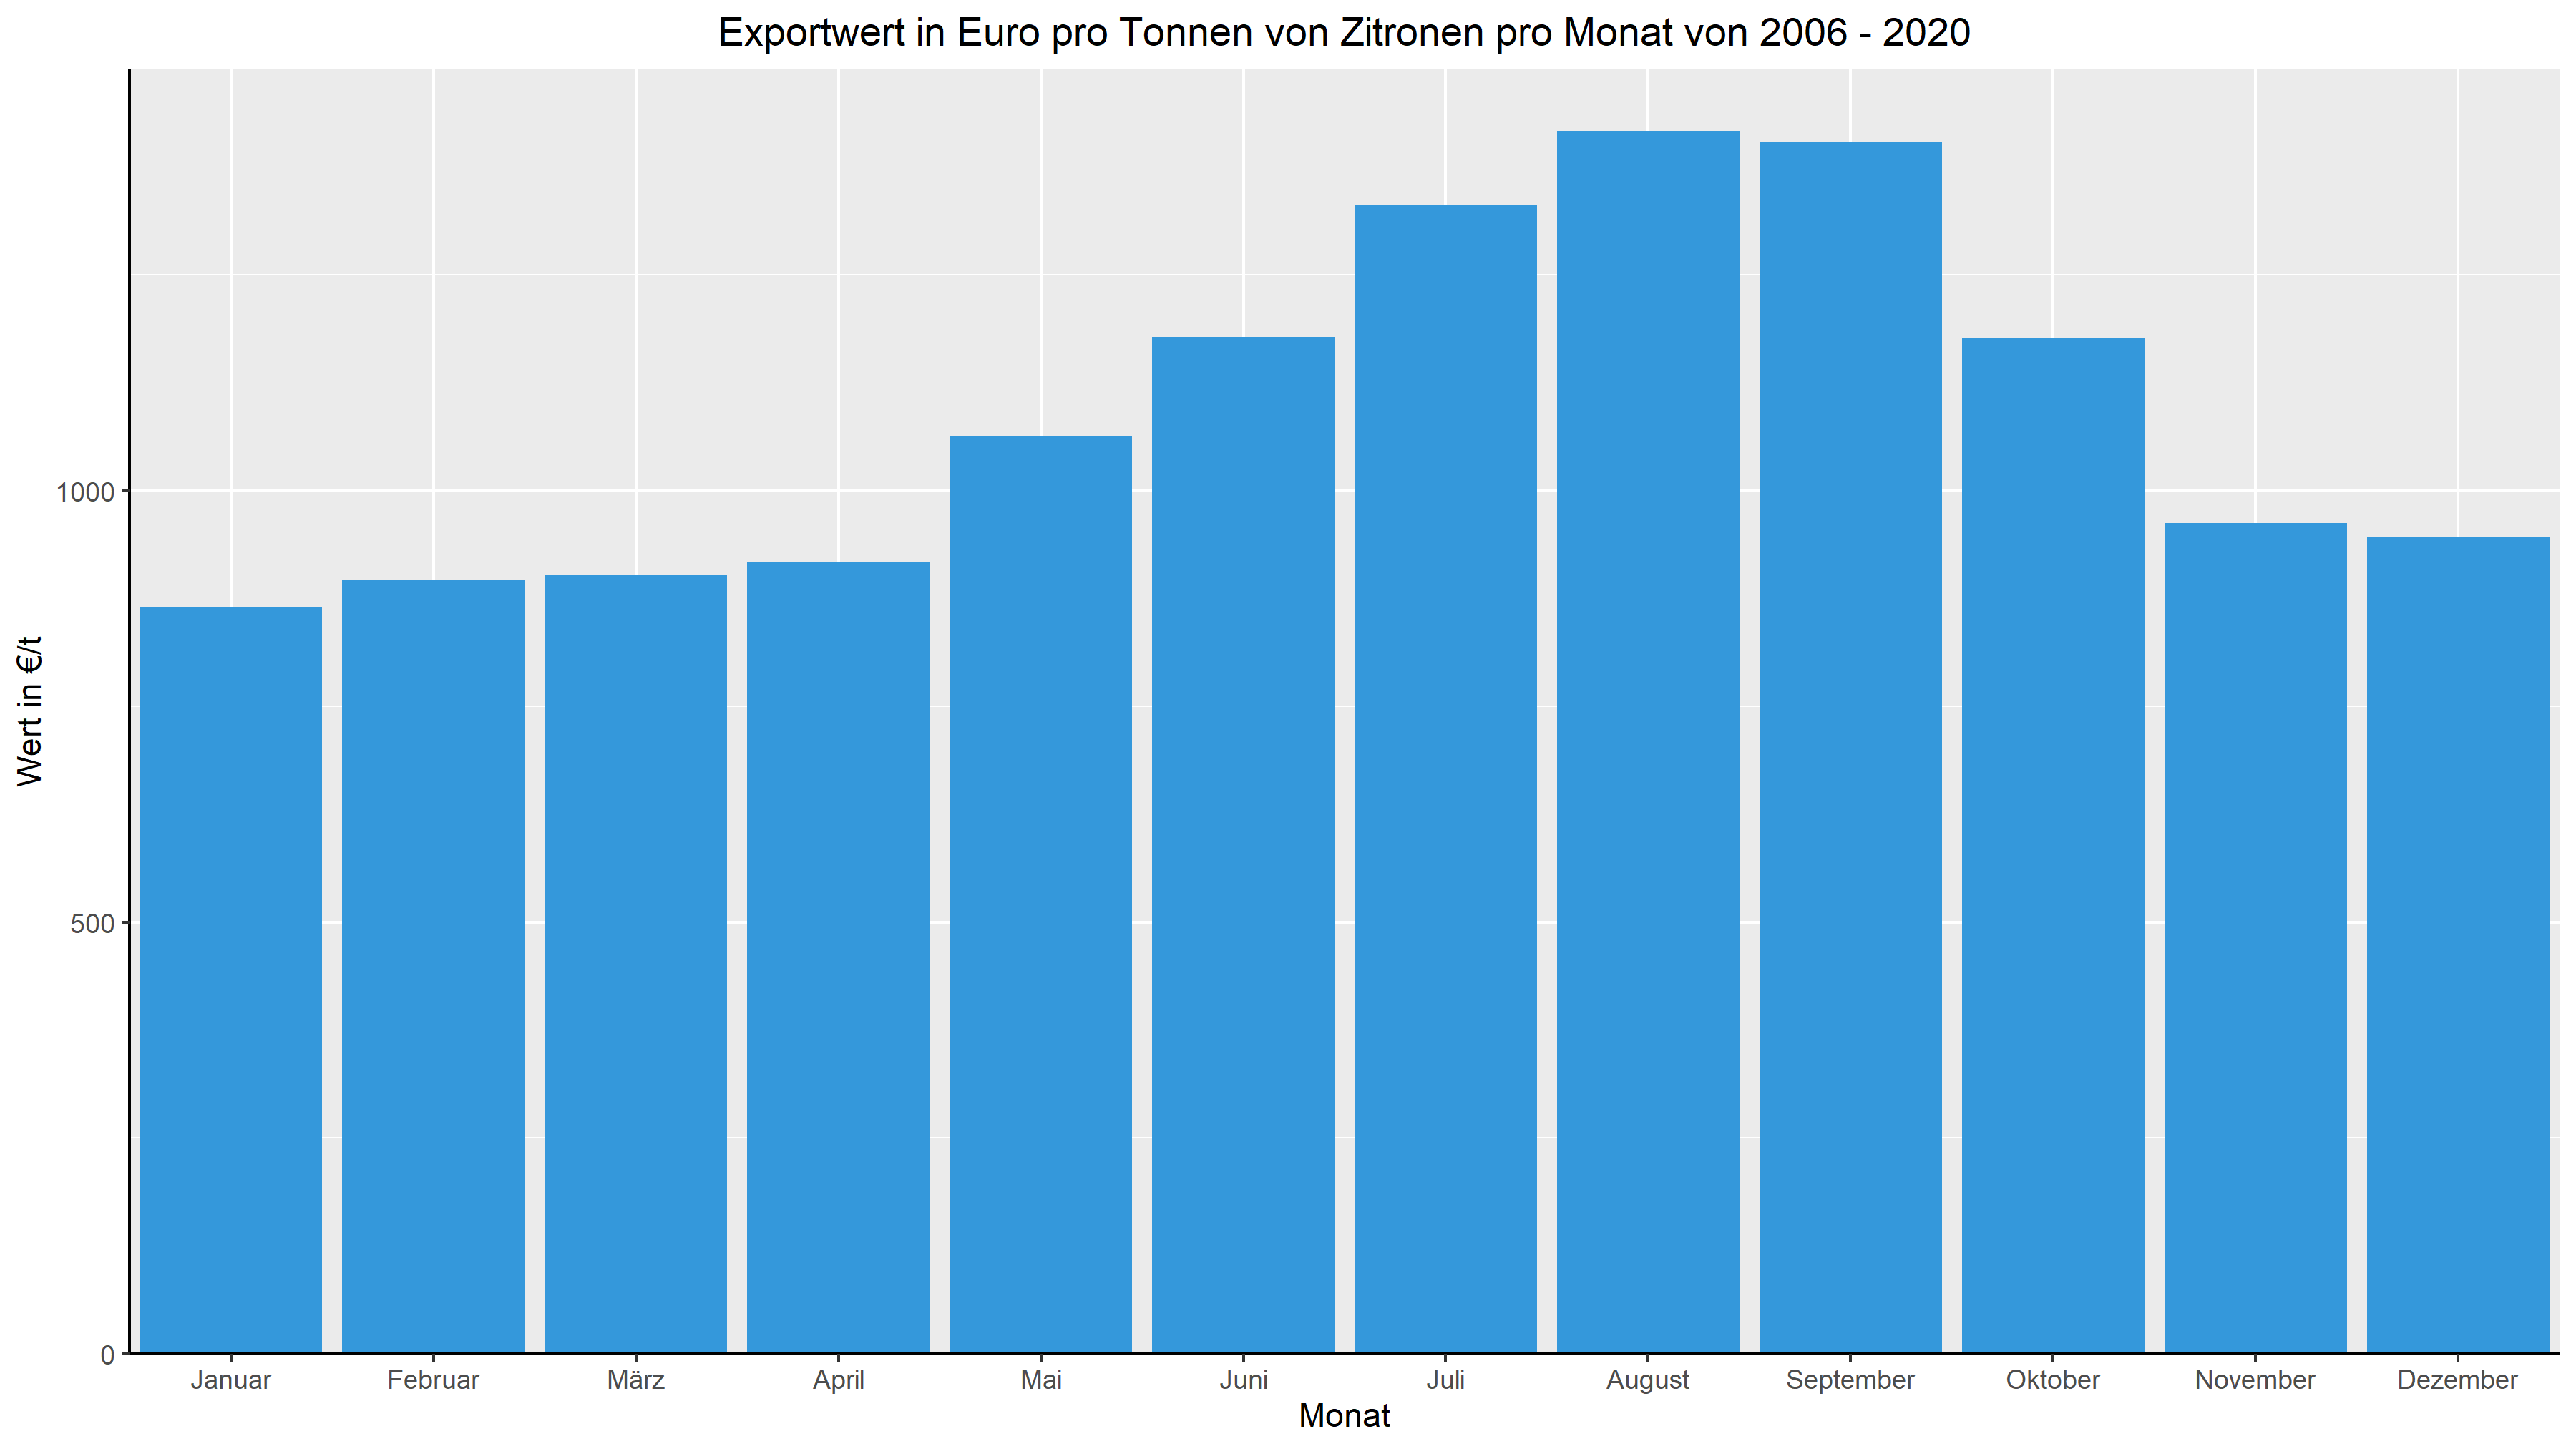 Exportwert in Euro pro Tonnen von Zitronen pro Monat von 2006 - 2020
Wert in €/t
1000
500
0
Januar Februar März April Mai Juni Juli August September Oktober November Dezember
Monat